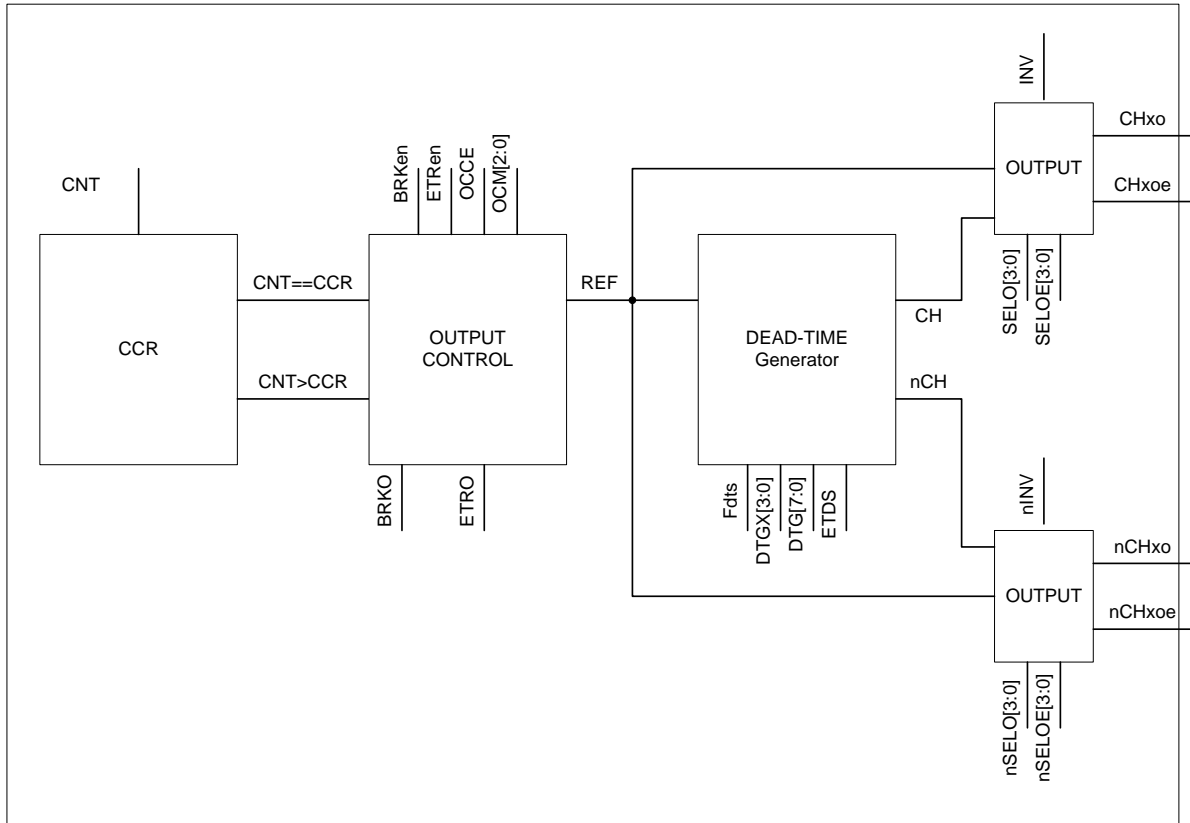 CNT
CCR
CNT==CCR
CNT>CCR
BRKen
ETRen
OCCE
OCM[2:0]
OUTPUT
CONTROL
BRKO
ETRO
REF
DEAD-TIME
Generator
Fdts
DTGX[3:0]
DTG[7:0]
ETDS
CH
nCH
INV
OUTPUT
SELO[3:0]
SELOE[3:0]
CHxo
CHxoe
nINV
OUTPUT
nSELO[3:0]
nSELOE[3:0]
nCHxo
nCHxoe